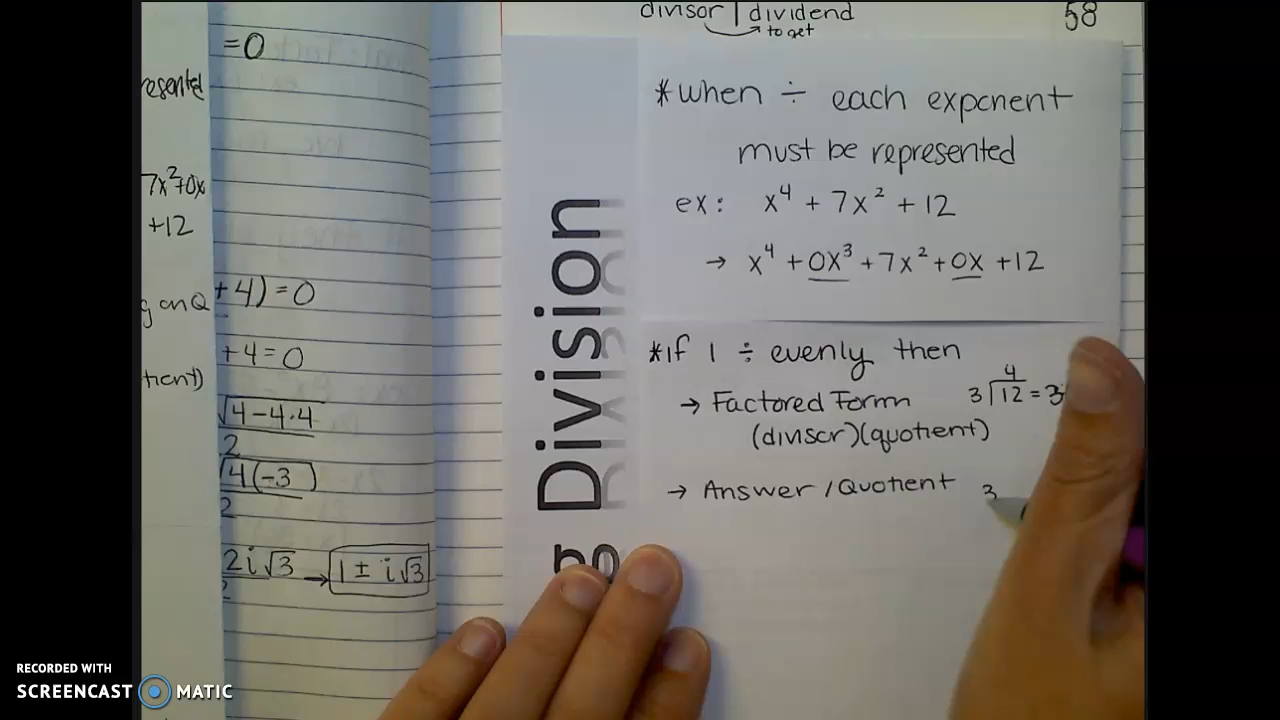 =0
resented
7x²+0x
+12
+4)=0
g on Q
+4=0
tient)
√4-4·4
2
√4(-3)
2
2i√3 → 1 ± i√3
2
divisor | dividend
to get
58
*when ÷ each exponent
must be represented
ex: x⁴ + 7x² + 12
→ x⁴ + 0x³ + 7x² + 0x + 12
Division
*If 1 ÷ evenly then
→ Factored Form
(divisor)(quotient)
4
3)12 = 3
→ Answer / Quotient
3
RECORDED WITH
SCREENCAST MATIC